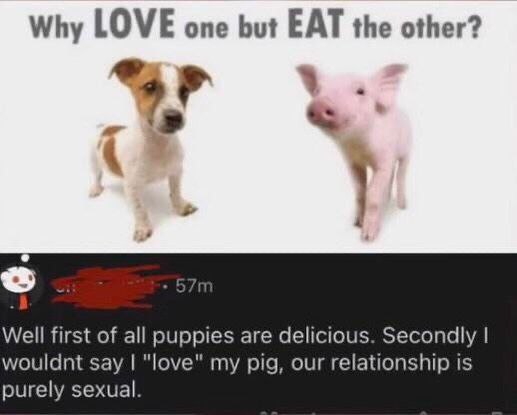 Why LOVE one but EAT the other?
· 57m
Well first of all puppies are delicious. Secondly I
wouldnt say I "love" my pig, our relationship is
purely sexual.